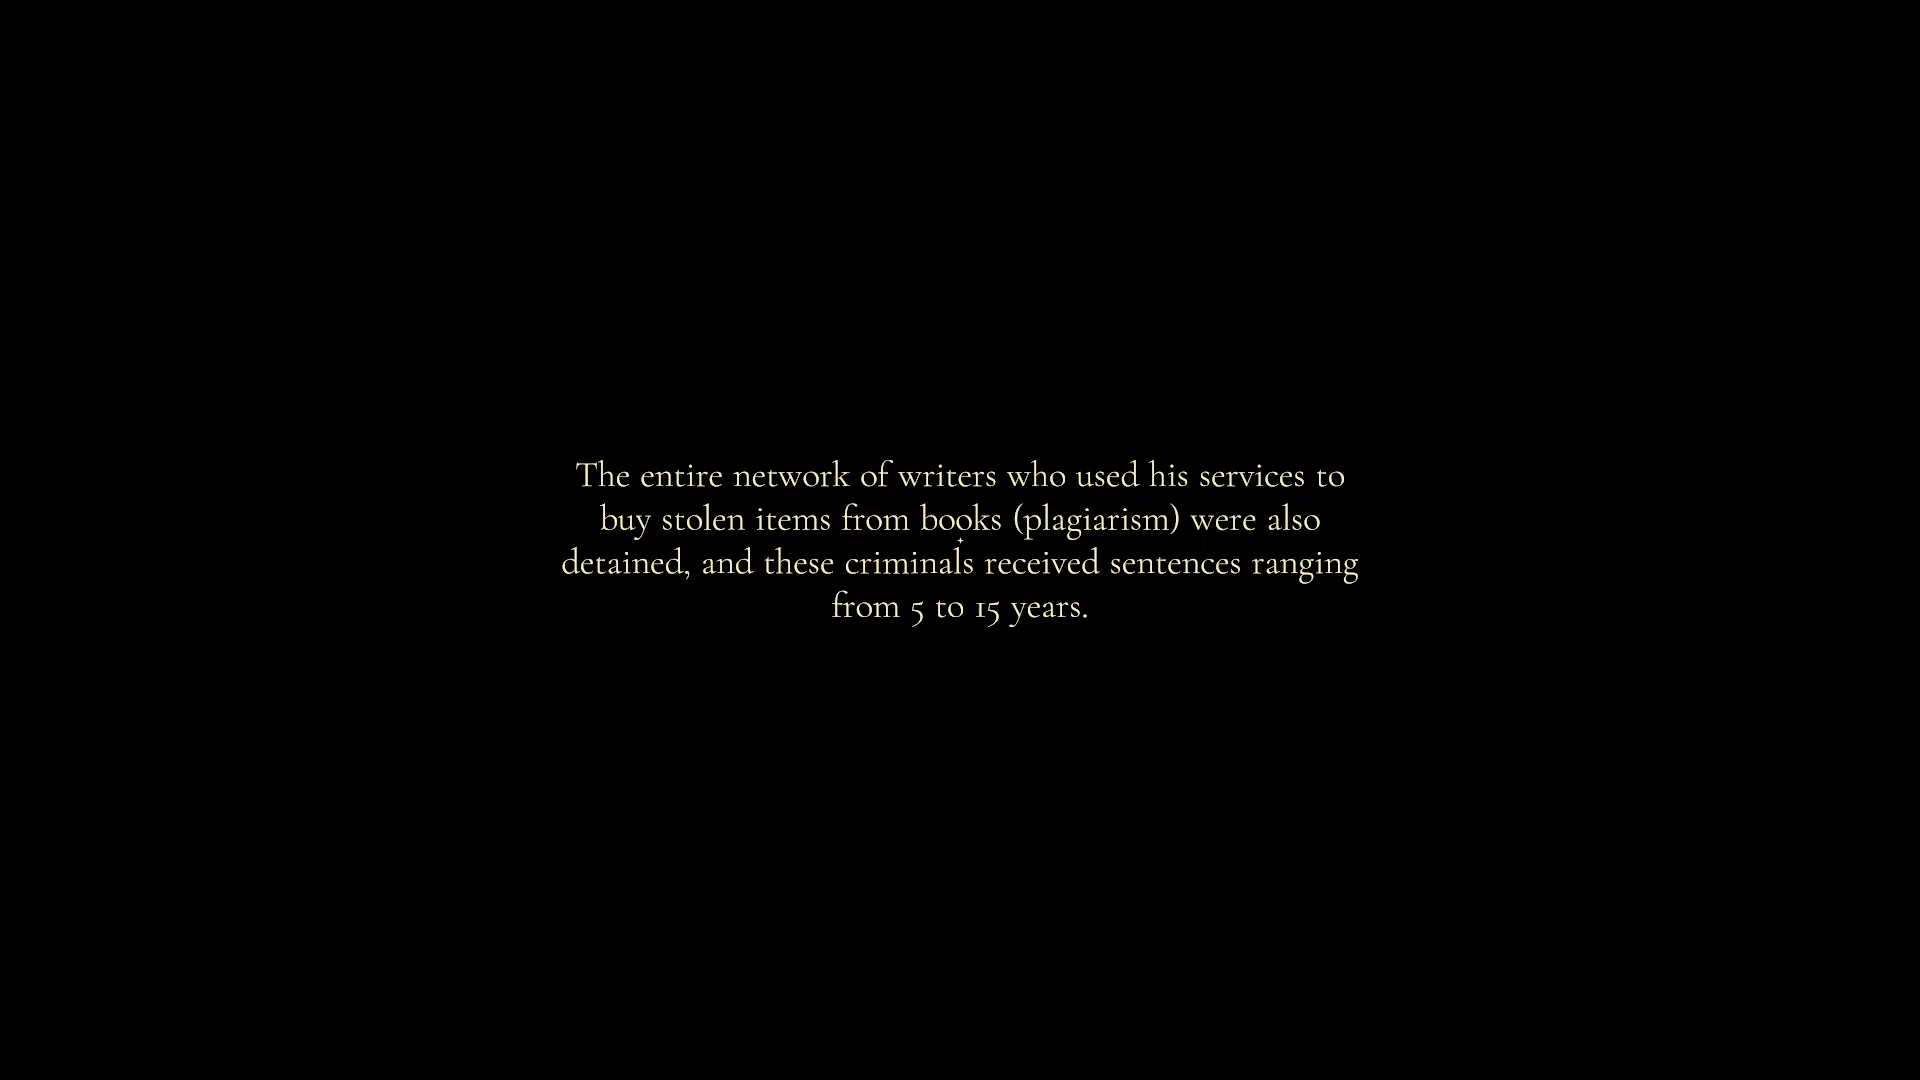 The entire network of writers who used his services to
buy stolen items from books (plagiarism) were also
detained, and these criminals received sentences ranging
from 5 to 15 years.